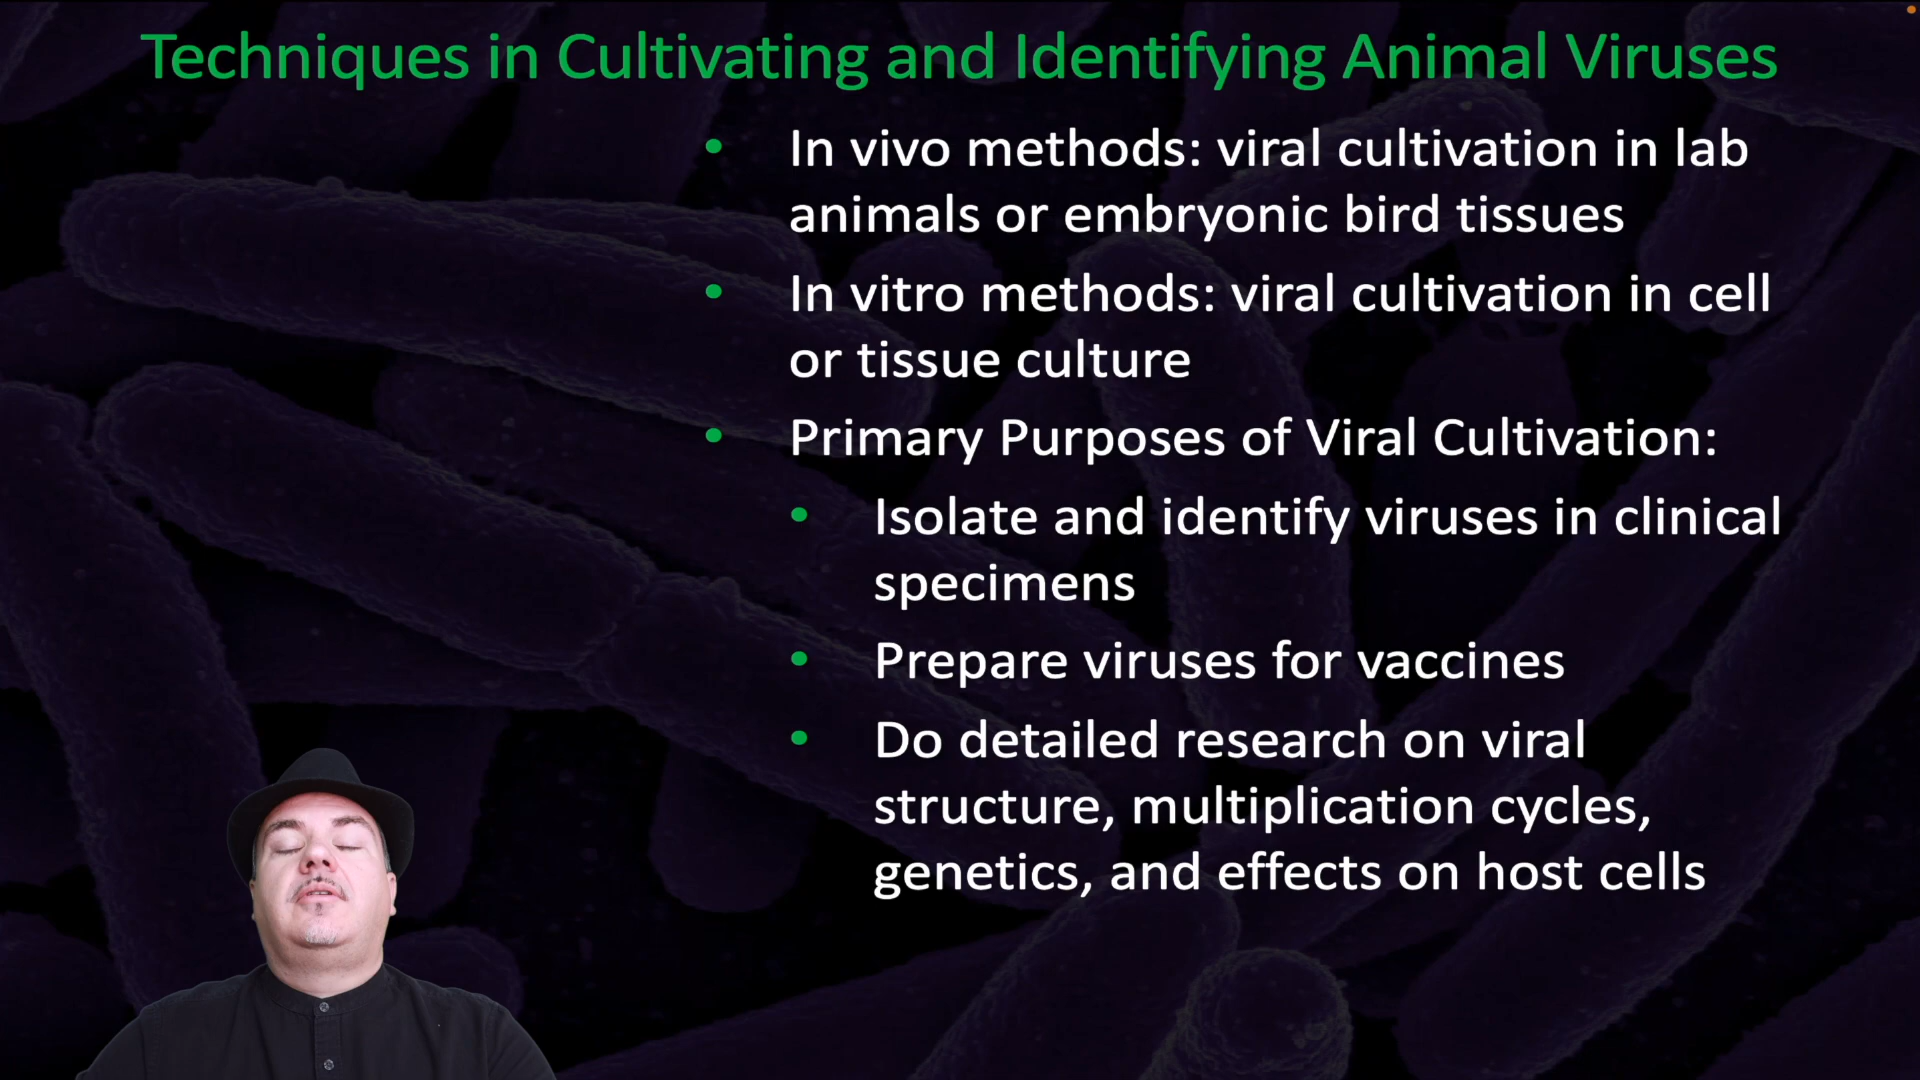 Techniques in Cultivating and Identifying Animal Viruses
• In vivo methods: viral cultivation in lab
animals or embryonic bird tissues
• In vitro methods: viral cultivation in cell
or tissue culture
• Primary Purposes of Viral Cultivation:
• Isolate and identify viruses in clinical
specimens
• Prepare viruses for vaccines
• Do detailed research on viral
structure, multiplication cycles,
genetics, and effects on host cells